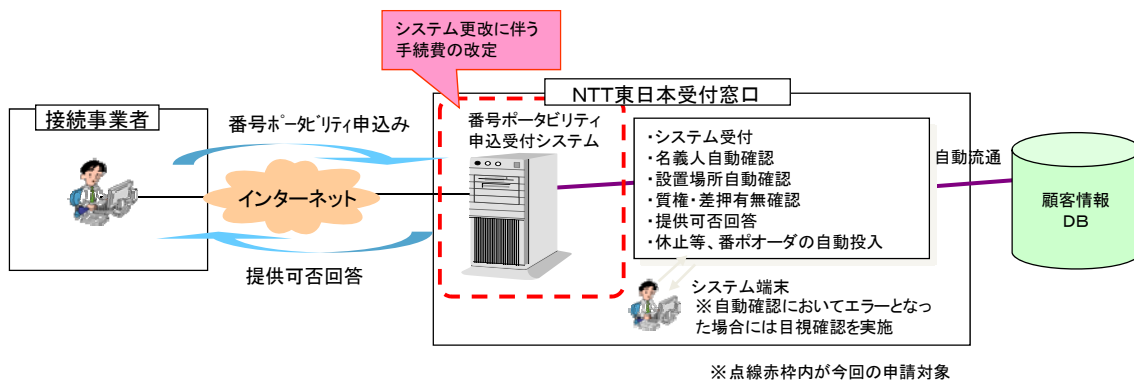 システム更改に伴う
手続費の改定
接続事業者
番号ﾎﾟｰﾀﾋﾞﾘﾃｨ申込み
インターネット
提供可否回答
NTT東日本受付窓口
番号ポータビリティ
申込受付システム
・システム受付
・名義人自動確認
・設置場所自動確認
・質権・差押有無確認
・提供可否回答
・休止等、番ポオーダの自動投入
自動流通
顧客情報
DB
システム端末
※自動確認においてエラーとなっ
た場合には目視確認を実施
※点線赤枠内が今回の申請対象